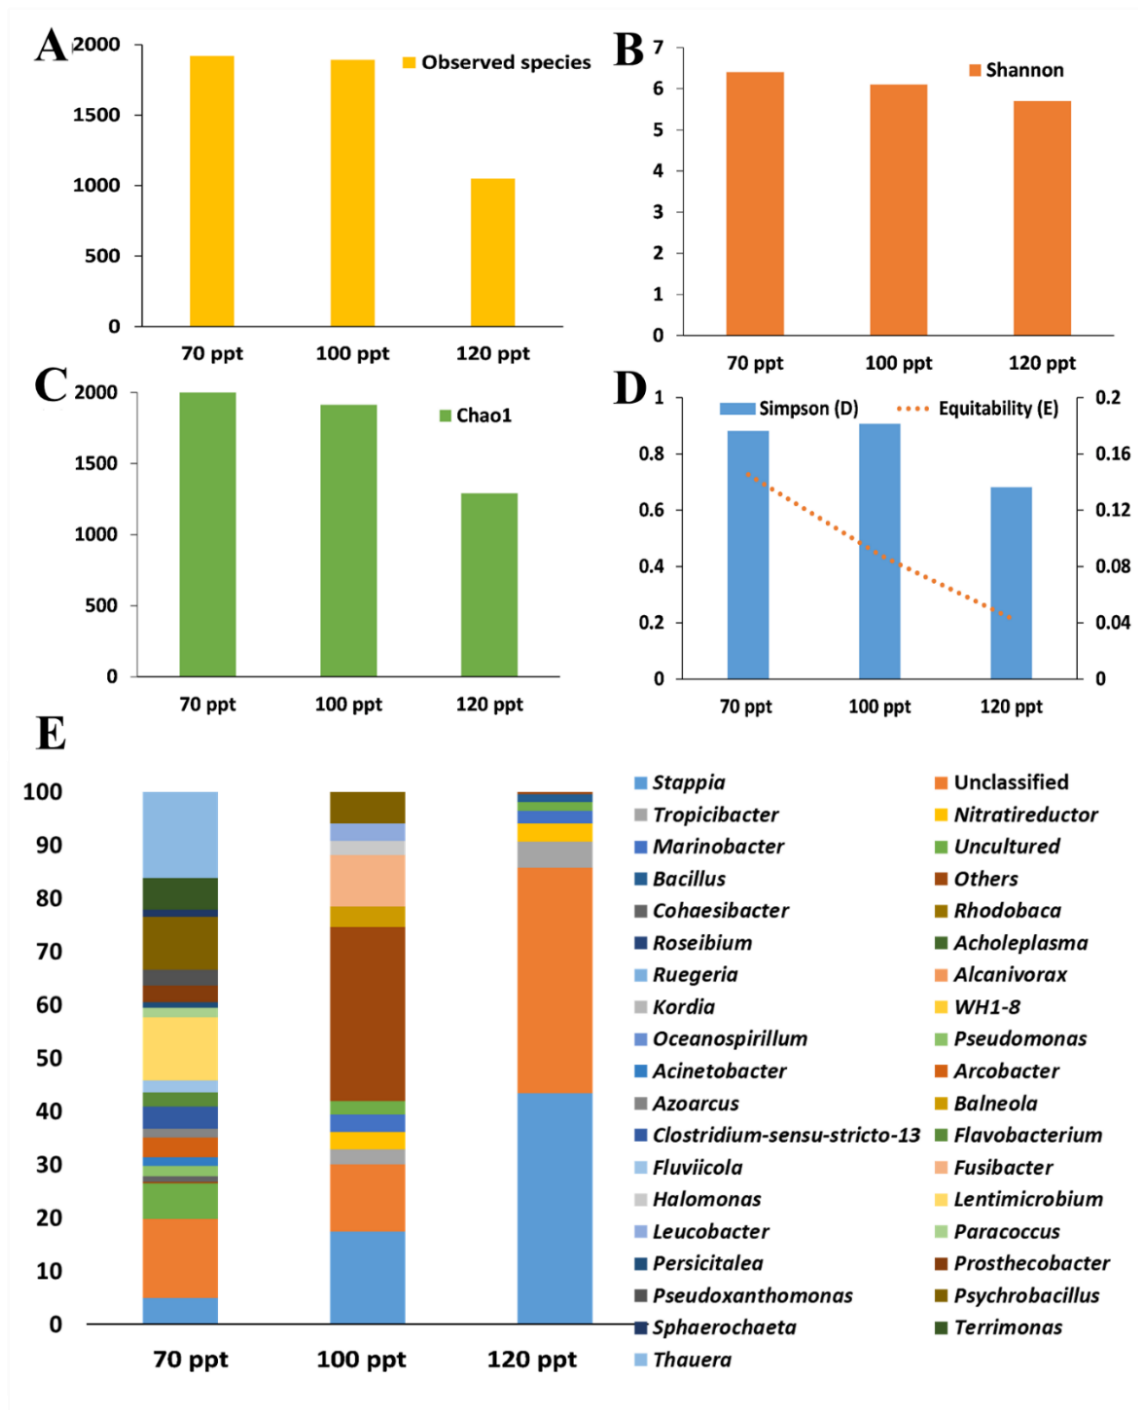 A
2000
1500
1000
500
0
Observed species
70 ppt 100 ppt 120 ppt
B
7
6
5
4
3
2
1
0
Shannon
70 ppt 100 ppt 120 ppt
C
2000
1500
1000
500
0
Chao1
70 ppt 100 ppt 120 ppt
D
1
0.8
0.6
0.4
0.2
0
Simpson (D) Equitability (E)
0.2
0.16
0.12
0.08
0.04
0
70 ppt 100 ppt 120 ppt
E
100
90
80
70
60
50
40
30
20
10
0
70 ppt 100 ppt 120 ppt
Stappia Unclassified
Tropicibacter Nitratireductor
Marinobacter Uncultured
Bacillus Others
Cohaesibacter Rhodobaca
Roseibium Acholeplasma
Ruegeria Alcanivorax
Kordia WH1-8
Oceanospirillum Pseudomonas
Acinetobacter Arcobacter
Azoarcus Balneola
Clostridium-sensu-stricto-13 Flavobacterium
Fluviicola Fusibacter
Halomonas Lentimicrobium
Leucobacter Paracoccus
Persicitalea Prosthecobacter
Pseudoxanthomonas Psychrobacillus
Sphaerochaeta Terrimonas
Thauera